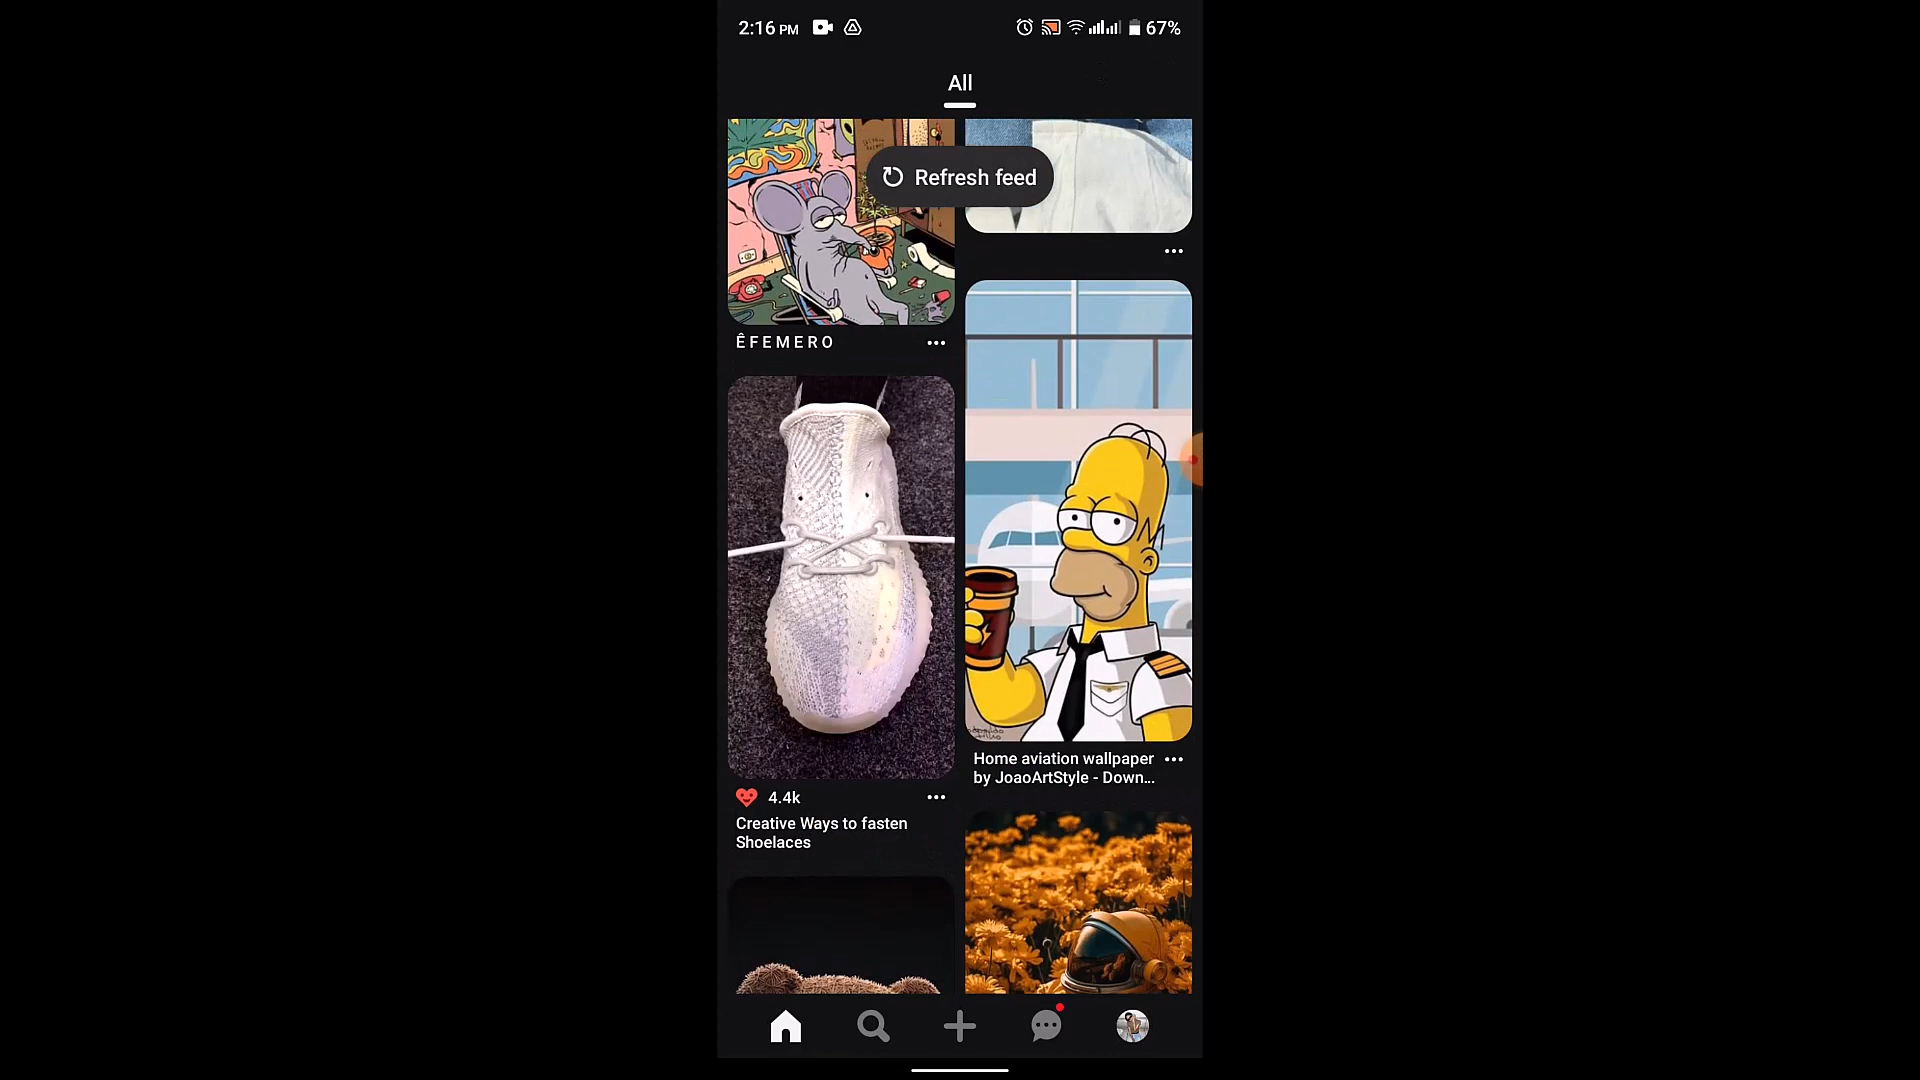 2:16 PM
67%
All
Refresh feed
ÊFEMERO
4.4k
Creative Ways to fasten
Shoelaces
Home aviation wallpaper
by JoaoArtStyle - Down...